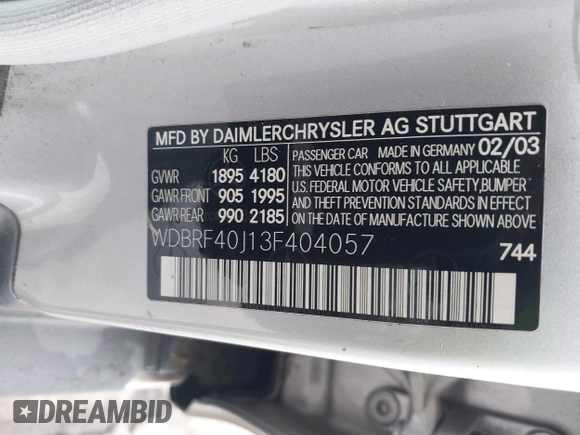 MFD BY DAIMLERCHRYSLER AG STUTTGART
KG LBS
GVWR 1895 4180
GAWR FRONT 905 1995
GAWR REAR 990 2185
PASSENGER CAR MADE IN GERMANY 02/03
THIS VEHICLE CONFORMS TO ALL APPLICABLE
U.S. FEDERAL MOTOR VEHICLE SAFETY, BUMPER
AND THEFT PREVENTION STANDARDS IN EFFECT
ON THE DATE OF MANUFACTURE SHOWN ABOVE.
WDBRF40J13F404057
744
DREAMBID